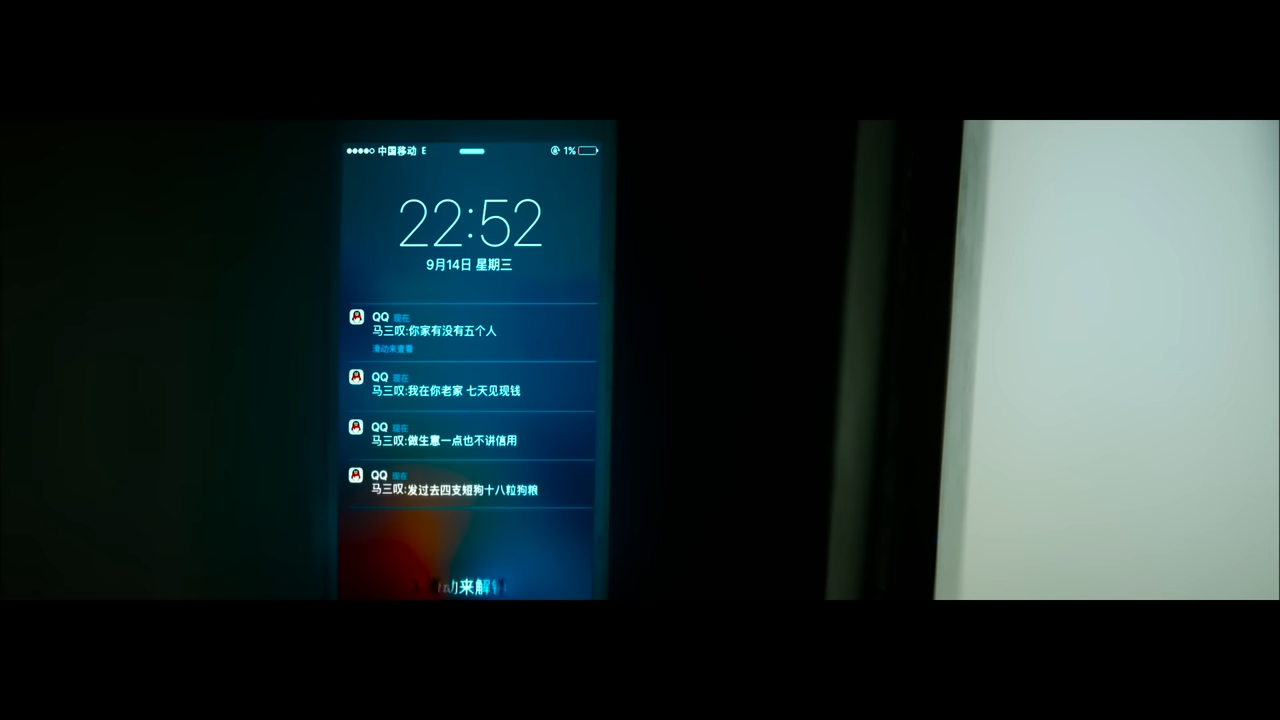 中国移动 E
1%
22:52
9月14日 星期三
QQ 现在
马三叹:你家有没有五个人
滑动来查看
QQ 现在
马三叹:我在你老家 七天见现钱
QQ 现在
马三叹:做生意一点也不讲信用
QQ 现在
马三叹:发过去四支短狗十八粒狗粮
动来解